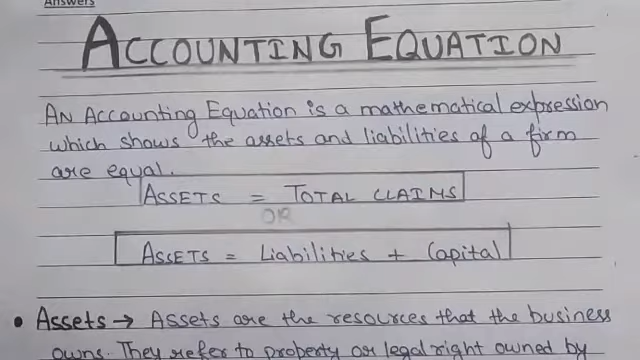 Answers
ACCOUNTING EQUATION
AN Accounting Equation is a mathematical expression
which shows the assets and liabilities of a firm
are equal.
ASSETS = TOTAL CLAIMS
OR
ASSETS = Liabilities + Capital
• Assets → Assets are the resources that the business
owns. They refer to property or legal right owned by